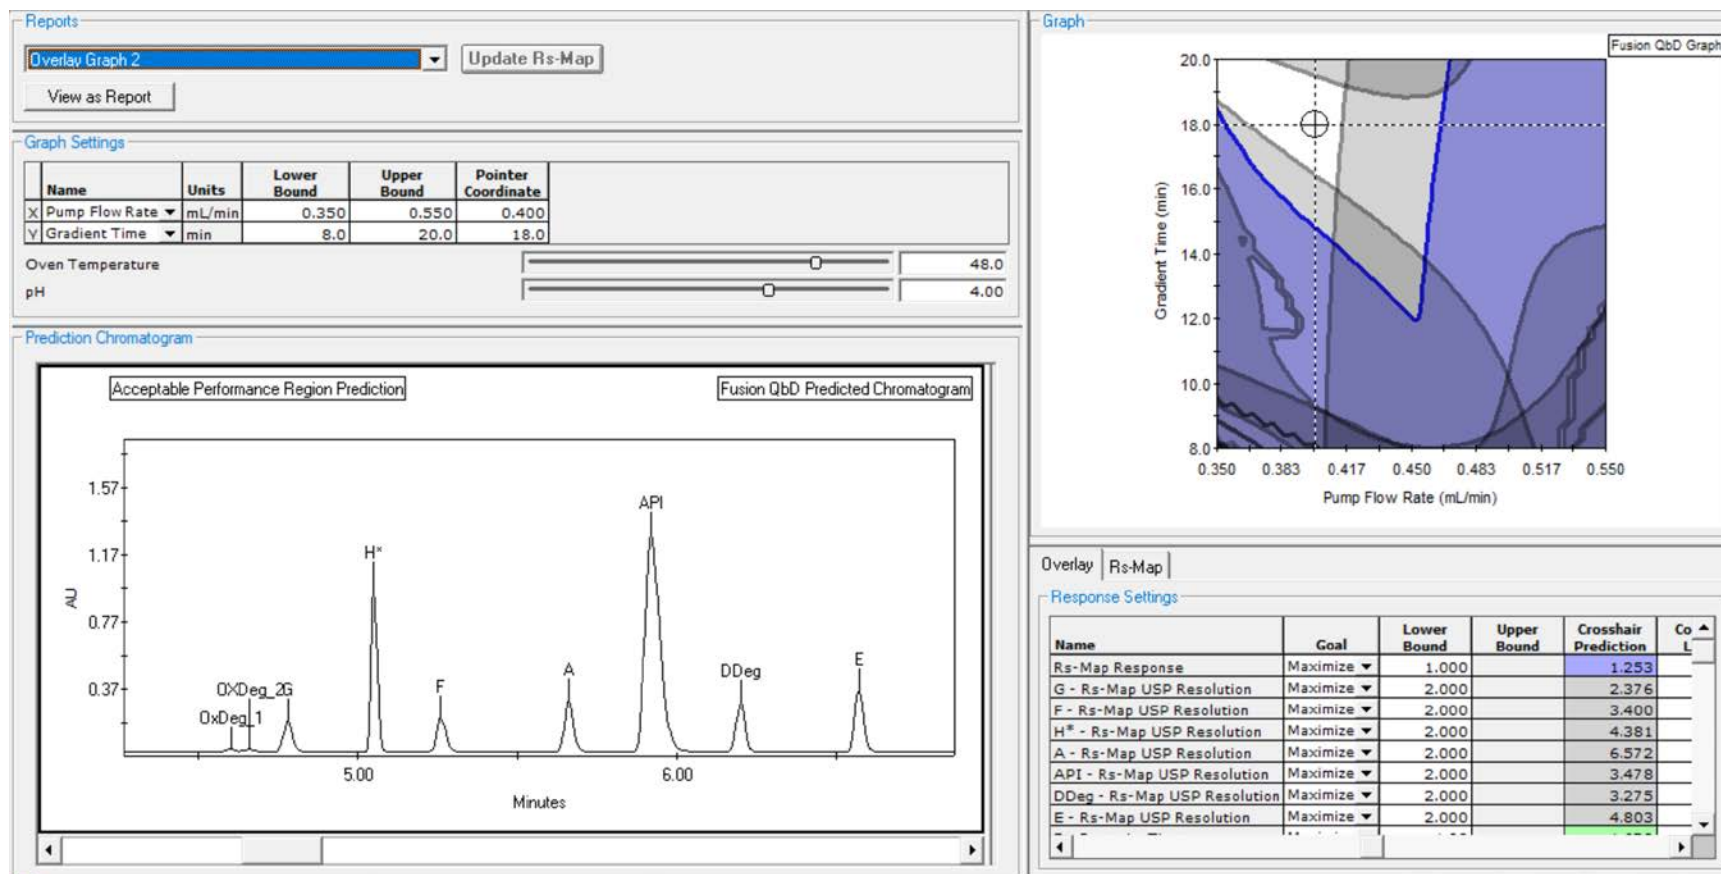 Reports
Overlay Graph 2
Update Rs-Map
View as Report
Graph Settings
Name Units Lower Bound Upper Bound Pointer Coordinate
X Pump Flow Rate mL/min 0.350 0.550 0.400
Y Gradient Time min 8.0 20.0 18.0
Oven Temperature 48.0
pH 4.00
Prediction Chromatogram
Acceptable Performance Region Prediction
Fusion QbD Predicted Chromatogram
1.57
1.17
0.77
0.37
AU
OxDeg_1
OXDeg_2
G
H*
F
A
API
DDeg
E
5.00 6.00
Minutes
Graph
Fusion QbD Graph
20.0
18.0
16.0
14.0
12.0
10.0
8.0
Gradient Time (min)
0.350 0.383 0.417 0.450 0.483 0.517 0.550
Pump Flow Rate (mL/min)
Overlay Rs-Map
Response Settings
Name Goal Lower Bound Upper Bound Crosshair Prediction Co
Rs-Map Response Maximize 1.000 1.253
G - Rs-Map USP Resolution Maximize 2.000 2.376
F - Rs-Map USP Resolution Maximize 2.000 3.400
H* - Rs-Map USP Resolution Maximize 2.000 4.381
A - Rs-Map USP Resolution Maximize 2.000 6.572
API - Rs-Map USP Resolution Maximize 2.000 3.478
DDeg - Rs-Map USP Resolution Maximize 2.000 3.275
E - Rs-Map USP Resolution Maximize 2.000 4.803